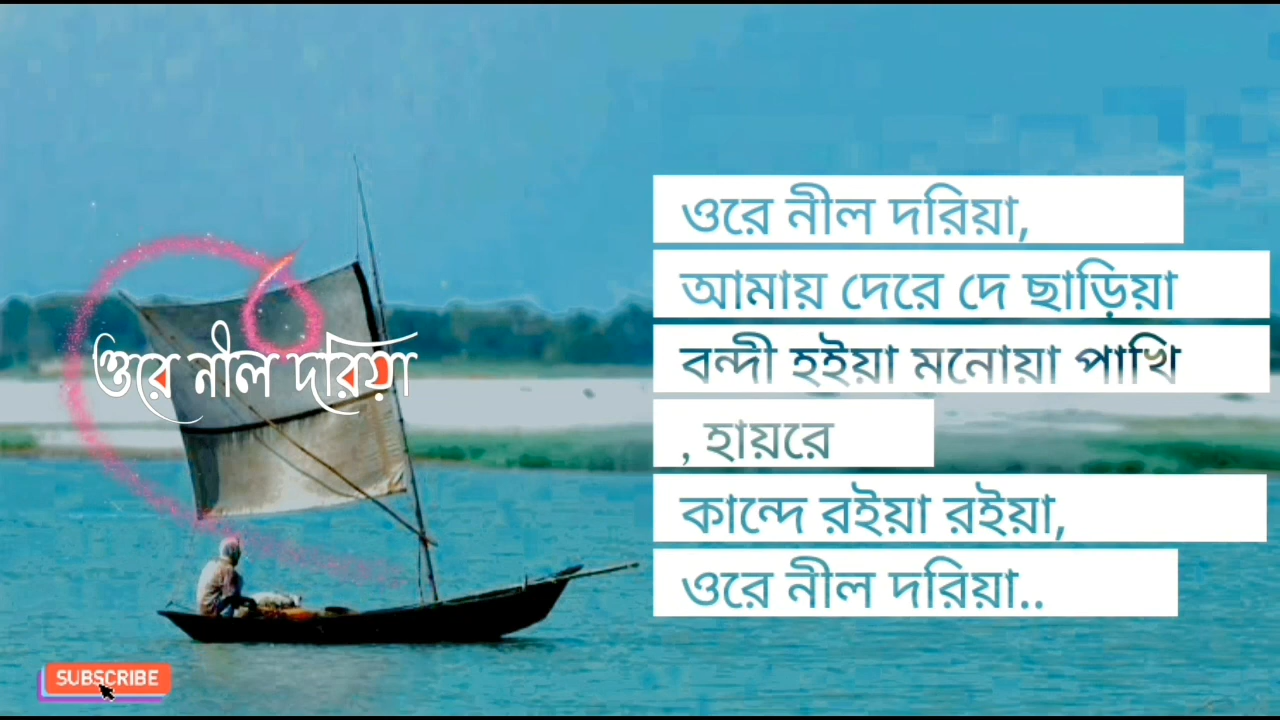 ওরে নীল দরিয়া
ওরে নীল দরিয়া,
আমায় দেরে দে ছাড়িয়া
বন্দী হইয়া মনোয়া পাখি
, হায়রে
কান্দে রইয়া রইয়া,
ওরে নীল দরিয়া..
SUBSCRIBE